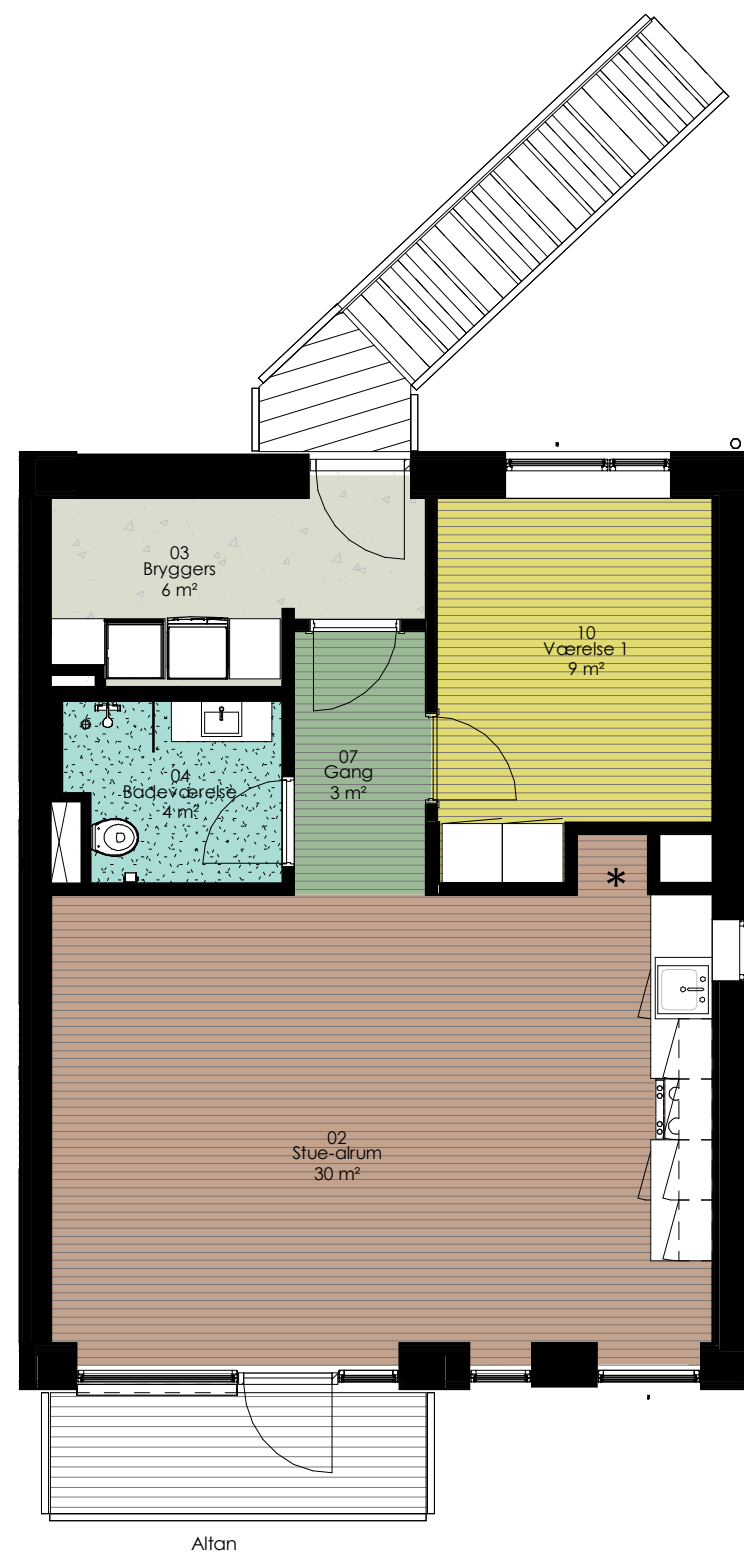 03
Bryggers
6 m²
10
Værelse 1
9 m²
07
Gang
3 m²
04
Badeværelse
4 m²
*
02
Stue-alrum
30 m²
Altan